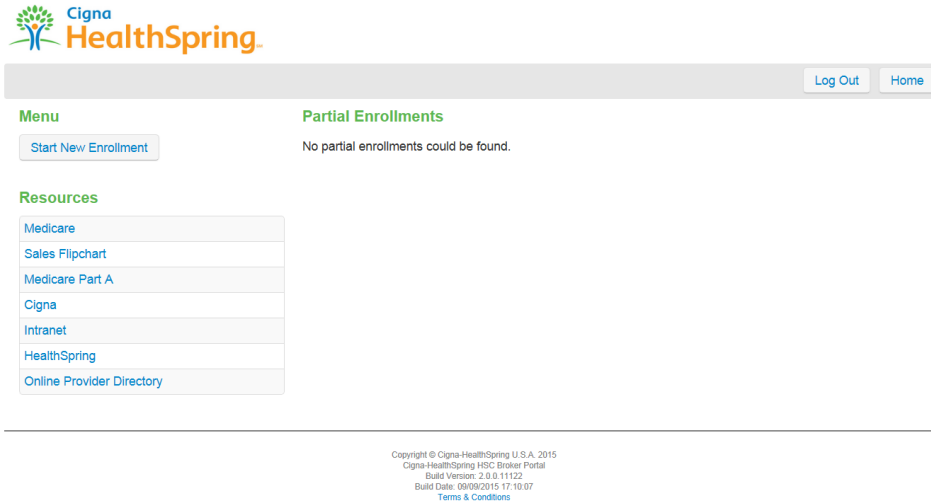 Cigna
HealthSpring
Log Out
Home
Menu
Start New Enrollment
Resources
Medicare
Sales Flipchart
Medicare Part A
Cigna
Intranet
HealthSpring
Online Provider Directory
Partial Enrollments
No partial enrollments could be found.
Copyright © Cigna-HealthSpring U.S.A. 2015
Cigna-HealthSpring HSC Broker Portal
Build Version: 2.0.0.11122
Build Date: 09/09/2015 17:10:07
Terms & Conditions